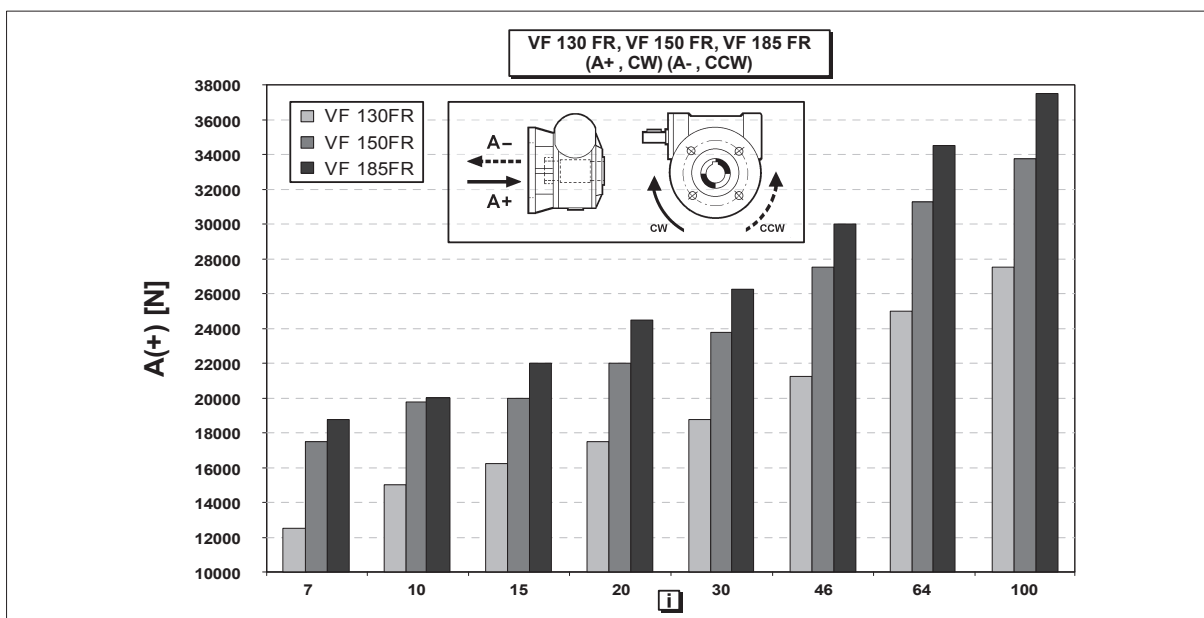 VF 130 FR, VF 150 FR, VF 185 FR
(A+ , CW) (A- , CCW)
VF 130FR
VF 150FR
VF 185FR
A–
A+
CW
CCW
A(+) [N]
38000
36000
34000
32000
30000
28000
26000
24000
22000
20000
18000
16000
14000
12000
10000
7 10 15 20 30 46 64 100
i